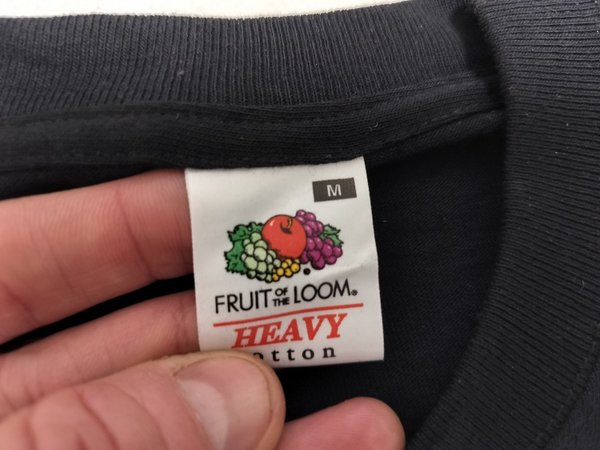 M
FRUIT OF THE LOOM®
HEAVY
otton